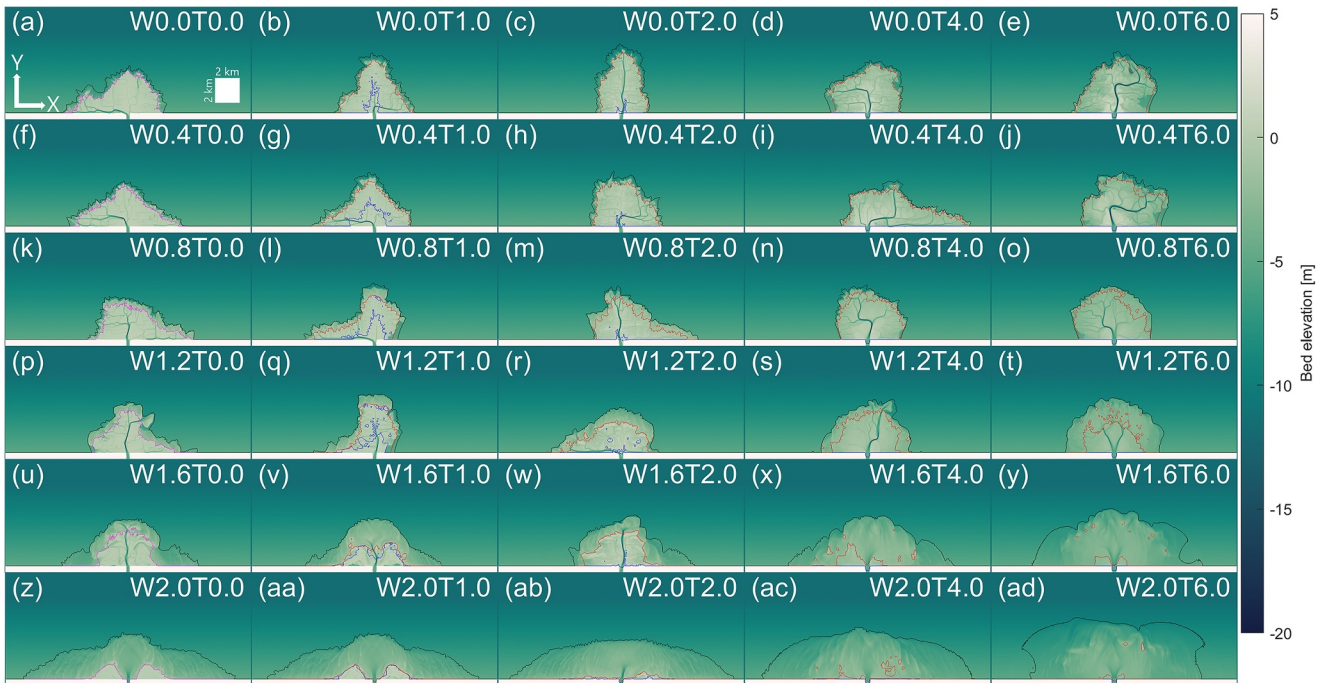 (a) W0.0T0.0
(b) W0.0T1.0
(c) W0.0T2.0
(d) W0.0T4.0
(e) W0.0T6.0
Y
X
2 km
2 km
(f) W0.4T0.0
(g) W0.4T1.0
(h) W0.4T2.0
(i) W0.4T4.0
(j) W0.4T6.0
(k) W0.8T0.0
(l) W0.8T1.0
(m) W0.8T2.0
(n) W0.8T4.0
(o) W0.8T6.0
(p) W1.2T0.0
(q) W1.2T1.0
(r) W1.2T2.0
(s) W1.2T4.0
(t) W1.2T6.0
(u) W1.6T0.0
(v) W1.6T1.0
(w) W1.6T2.0
(x) W1.6T4.0
(y) W1.6T6.0
(z) W2.0T0.0
(aa) W2.0T1.0
(ab) W2.0T2.0
(ac) W2.0T4.0
(ad) W2.0T6.0
5
0
-5
-10
-15
-20
Bed elevation [m]